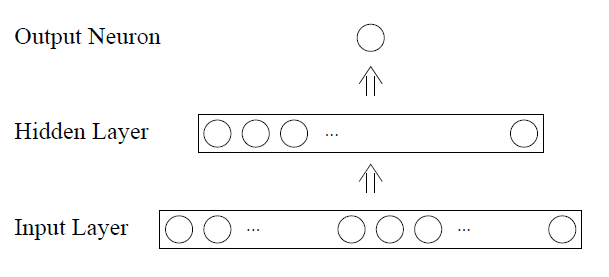 Output Neuron
Hidden Layer
...
Input Layer
... ...